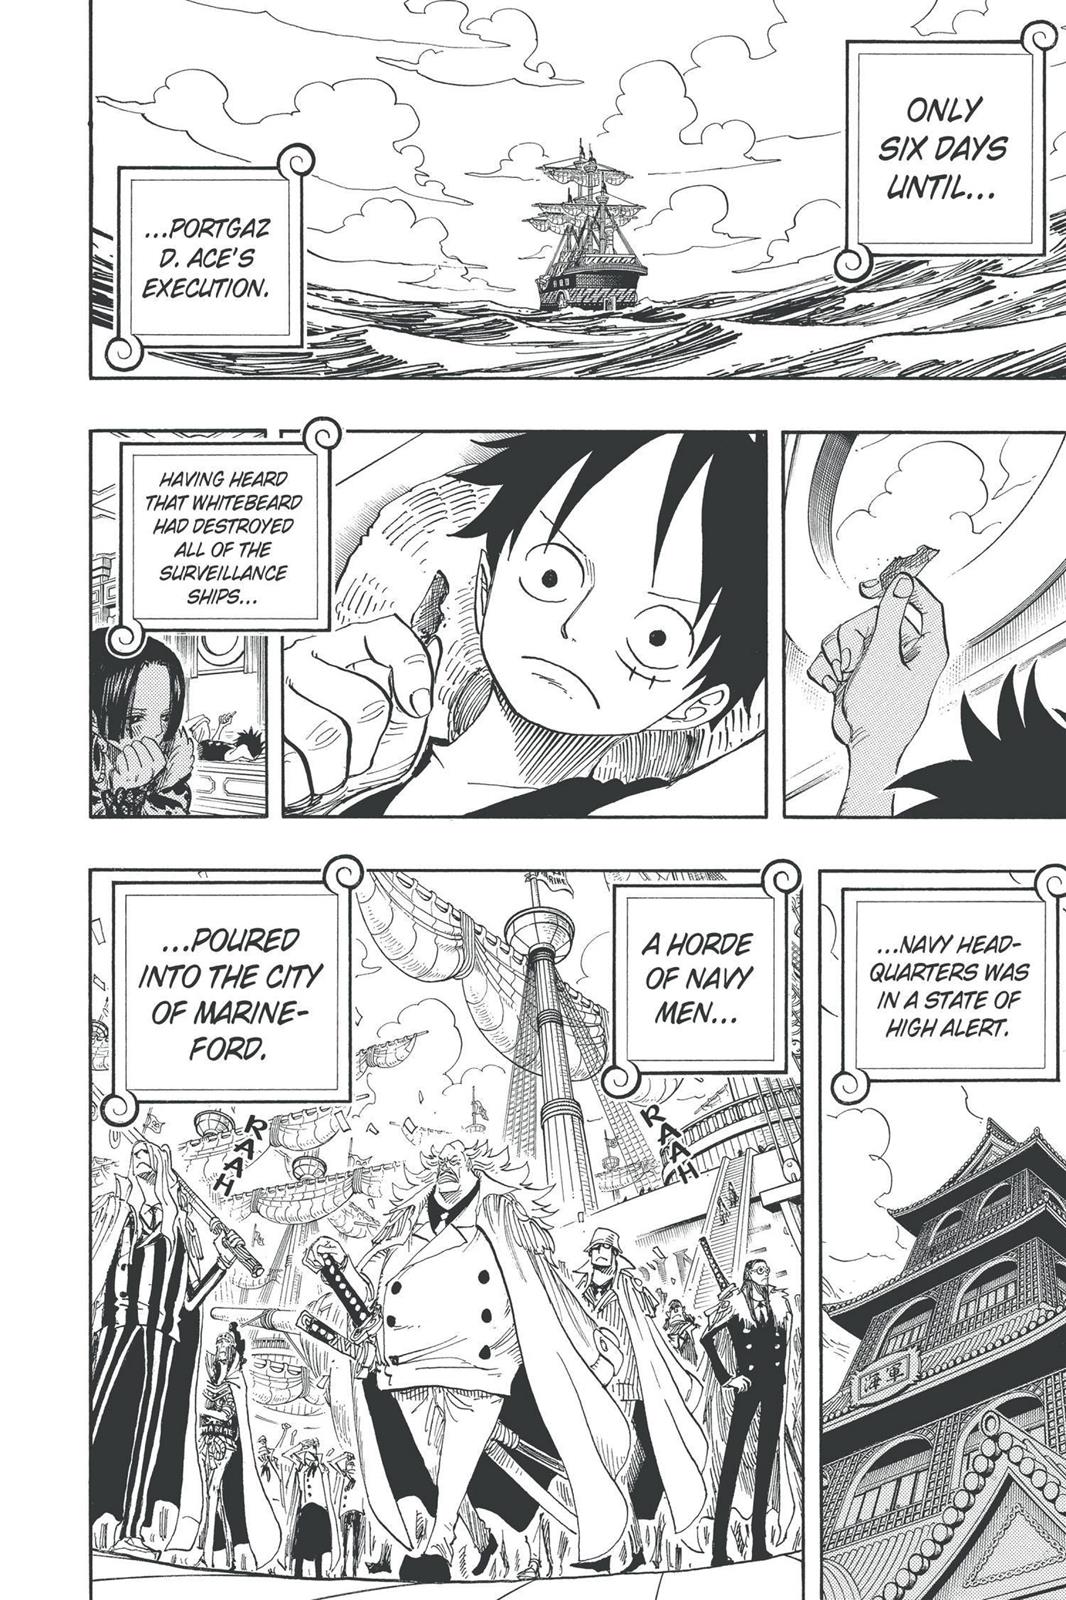 ONLY
SIX DAYS
UNTIL...
...PORTGAZ
D. ACE'S
EXECUTION.
HAVING HEARD
THAT WHITEBEARD
HAD DESTROYED
ALL OF THE
SURVEILLANCE
SHIPS...
...NAVY HEAD-
QUARTERS WAS
IN A STATE OF
HIGH ALERT.
海軍
A HORDE
OF NAVY
MEN...
RAAH
...POURED
INTO THE CITY
OF MARINE-
FORD.
RAAH
MARINE